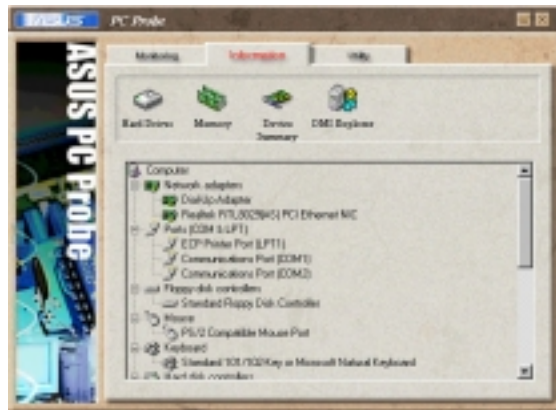 ASUS PC Probe
Monitoring Information Utility
ASUS PC Probe
Hard Drives Memory Device Summary DMI Explorer
Computer
Network adapters
Dial-Up Adapter
Realtek RTL8029(AS) PCI Ethernet NIC
Ports (COM & LPT)
ECP Printer Port (LPT1)
Communications Port (COM1)
Communications Port (COM2)
Floppy disk controllers
Standard Floppy Disk Controller
Mouse
PS/2 Compatible Mouse Port
Keyboard
Standard 101/102-Key or Microsoft Natural Keyboard
Hard disk controllers